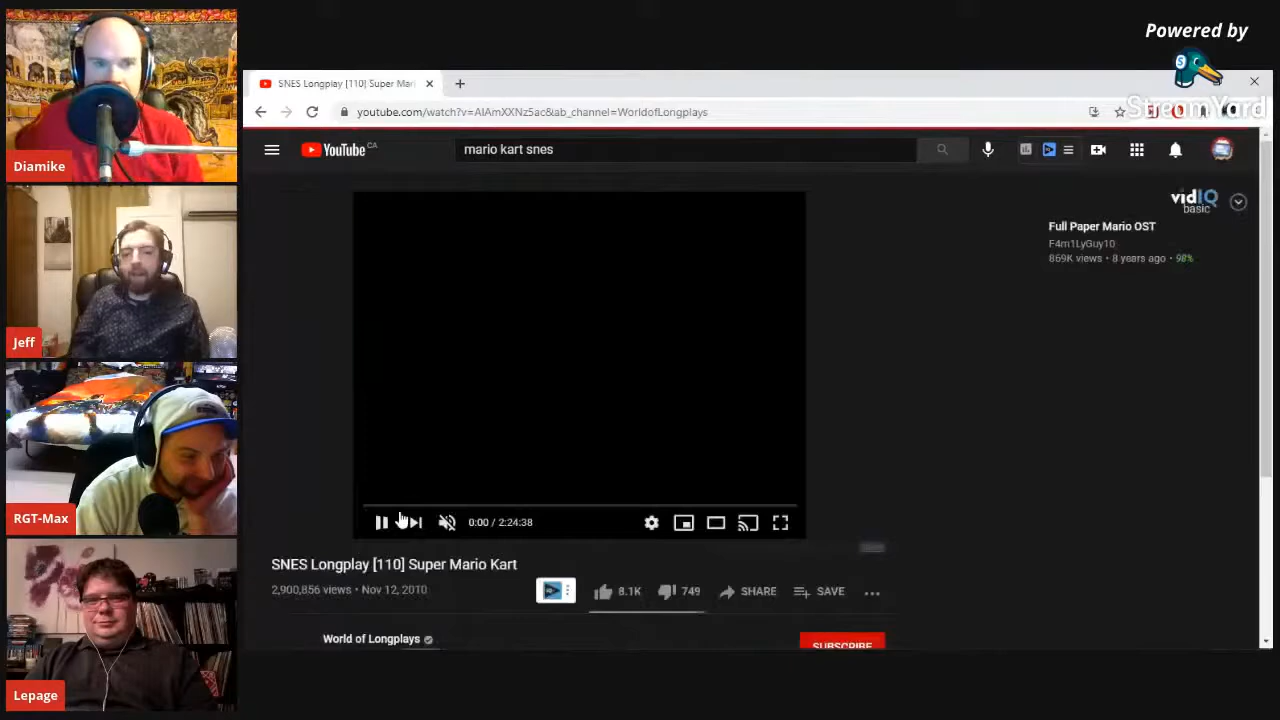 Powered by
StreamYard
Diamike
Jeff
RGT-Max
Lepage
SNES Longplay [110] Super Mar
youtube.com/watch?v=AIAmXXNz5ac&ab_channel=WorldofLongplays
YouTube CA
mario kart snes
vidIQ
basic
Full Paper Mario OST
F4m1LyGuy10
869K views • 8 years ago • 98%
0:00 / 2:24:38
SNES Longplay [110] Super Mario Kart
2,900,856 views • Nov 12, 2010
8.1K
749
SHARE
SAVE
World of Longplays
SUBSCRIBE